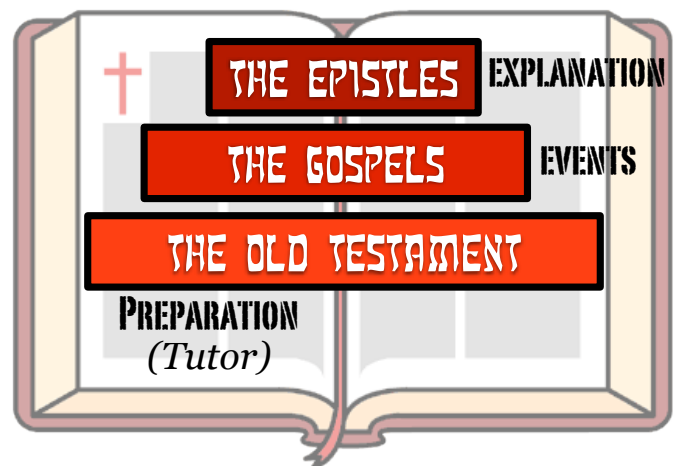 THE EPISTLES EXPLANATION
THE GOSPELS EVENTS
THE OLD TESTAMENT
PREPARATION
(Tutor)